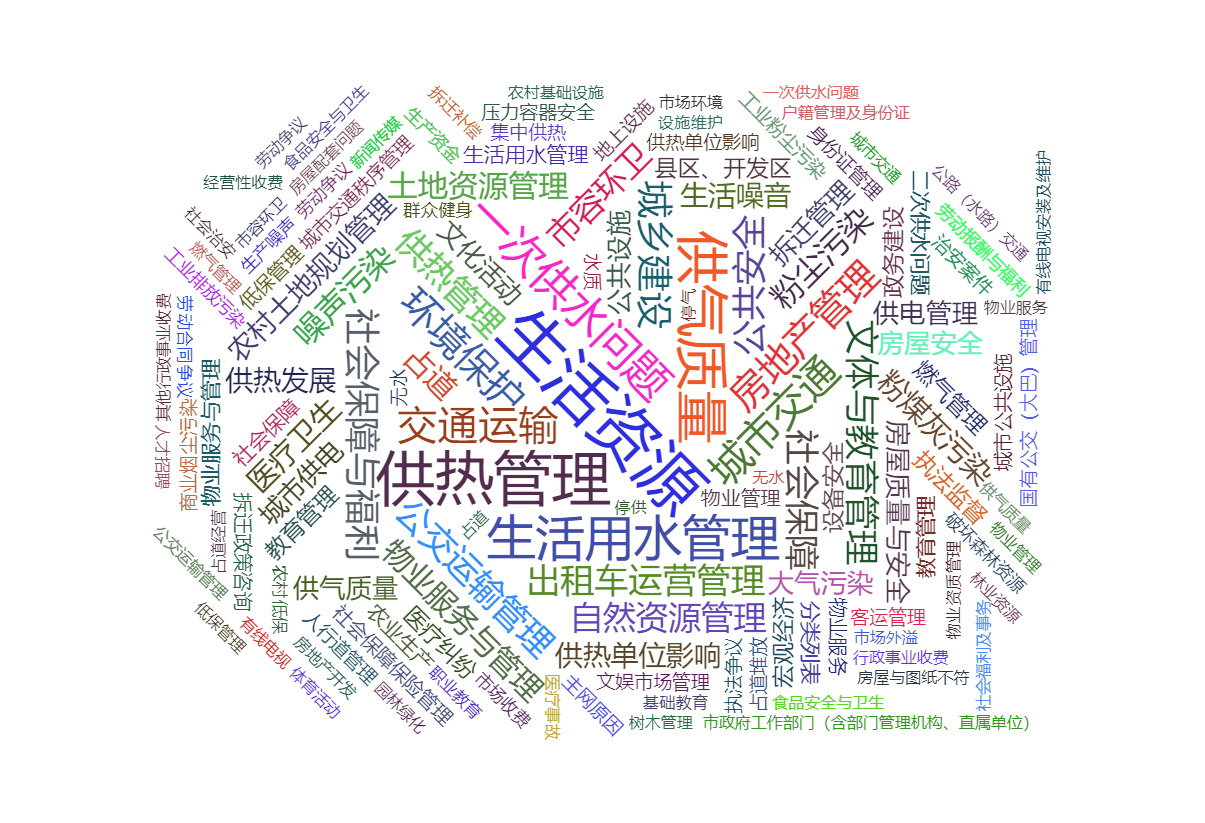 农村基础设施
一次供水问题
压力容器安全
市场环境
户籍管理及身份证
集中供热
设施维护
供热单位影响
生活用水管理
地上设施
拆迁补偿
生产资金
新闻传媒
食品安全与卫生
劳动争议
房屋配套问题
劳动争议
城市交通秩序管理
经营性收费
市容环卫
生产噪声
社会治安
燃气管理
工业排放污染
低保管理
农村土地规划管理
土地资源管理
群众健身
文化活动
市容环卫
县区、开发区
生活噪音
工业粉尘污染
身份证管理
城市交通
公路（水路）交通
有线电视安装及维护
拆迁管理
粉尘污染
政务建设
二次供水问题
劳动报酬与福利
治安案件
供电管理
物业服务
房屋安全
国有公交（大巴）管理
噪声污染
供热管理
一次供水问题
水质
公共设施
城乡建设
供气质量
停气
公共安全
房地产管理
文体与教育管理
燃气管理
城市公共设施
粉煤灰污染
其他行政事业收费
劳动合同争议
供热发展
社会保障与福利
环境保护
无水
占道
生活资源
城市交通
招聘人才
商业烟尘污染
物业服务与管理
社会保障
医疗卫生
城市供电
交通运输
供热管理
无水
物业管理
社会保障
设备安全
房屋质量与安全
执法监督
供气质量
教育管理
破坏森林资源
物业管理
占道经营
拆迁政策咨询
教育管理
公交运输管理
停供
占道
公交运输管理
生活用水管理
物业资质管理
林业资源
农村低保
供气质量
物业服务与管理
出租车运营管理
大气污染
低保管理
有线电视
社会保障保险管理
农业生产
医疗纠纷
自然资源管理
宏观经济
分类列表
物业服务
客运管理
社会福利及事务
人行道管理
房地产开发
体育活动
园林绿化
职业教育
市场收费
供热单位影响
执法争议
占道堆放
市场外溢
行政事业收费
医疗事故
主网原因
文娱市场管理
房屋与图纸不符
基础教育
食品安全与卫生
树木管理
市政府工作部门（含部门管理机构、直属单位）